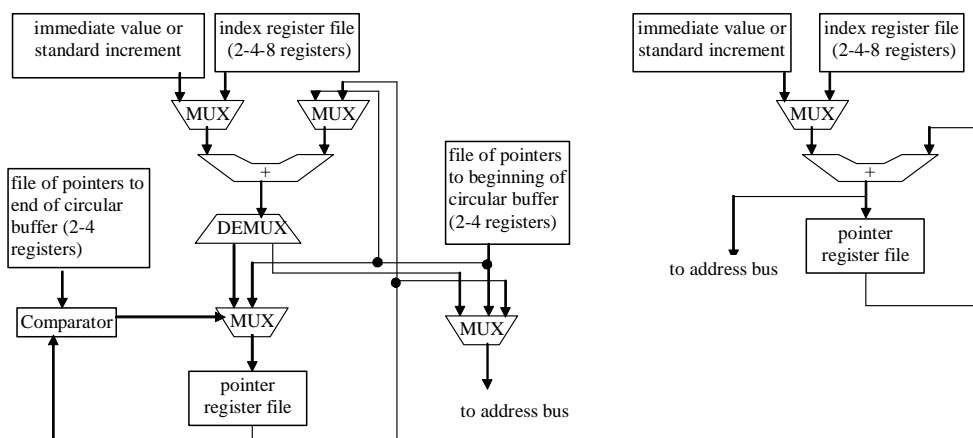 immediate value or
standard increment
index register file
(2-4-8 registers)
MUX
MUX
+
file of pointers to
end of circular
buffer (2-4
registers)
file of pointers
to beginning of
circular buffer
(2-4 registers)
DEMUX
Comparator
MUX
MUX
pointer
register file
to address bus
immediate value or
standard increment
index register file
(2-4-8 registers)
MUX
+
pointer
register file
to address bus